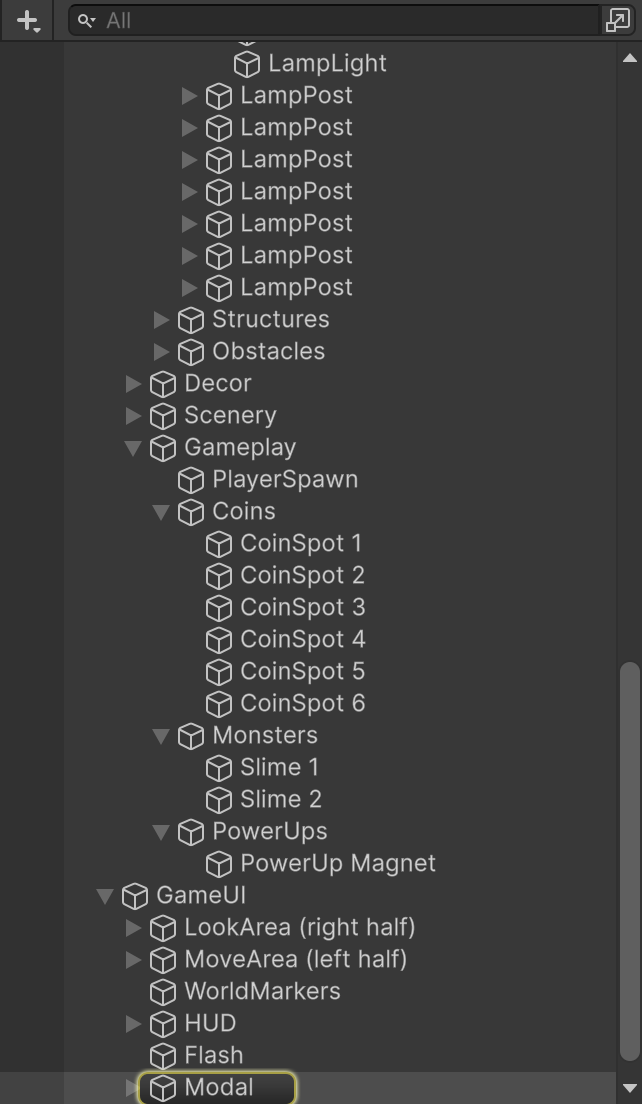 All
LampLight
LampPost
LampPost
LampPost
LampPost
LampPost
LampPost
LampPost
Structures
Obstacles
Decor
Scenery
Gameplay
PlayerSpawn
Coins
CoinSpot 1
CoinSpot 2
CoinSpot 3
CoinSpot 4
CoinSpot 5
CoinSpot 6
Monsters
Slime 1
Slime 2
PowerUps
PowerUp Magnet
GameUI
LookArea (right half)
MoveArea (left half)
WorldMarkers
HUD
Flash
Modal